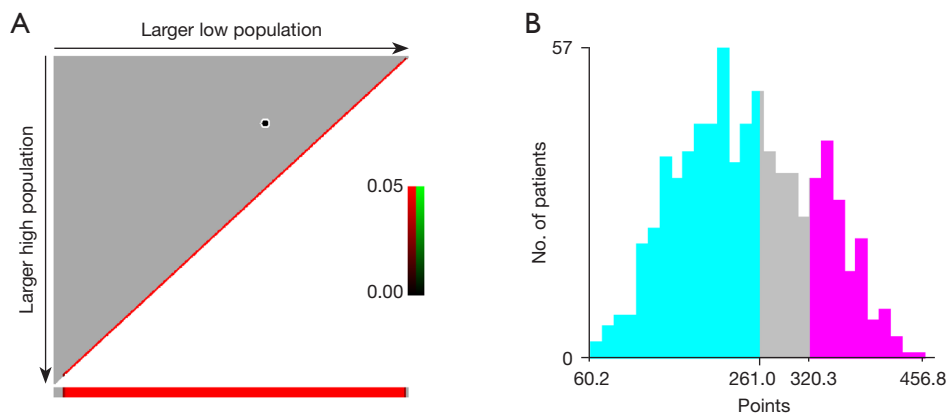 A
Larger low population
Larger high population
0.05
0.00
B
57
No. of patients
0
60.2
261.0
320.3
456.8
Points